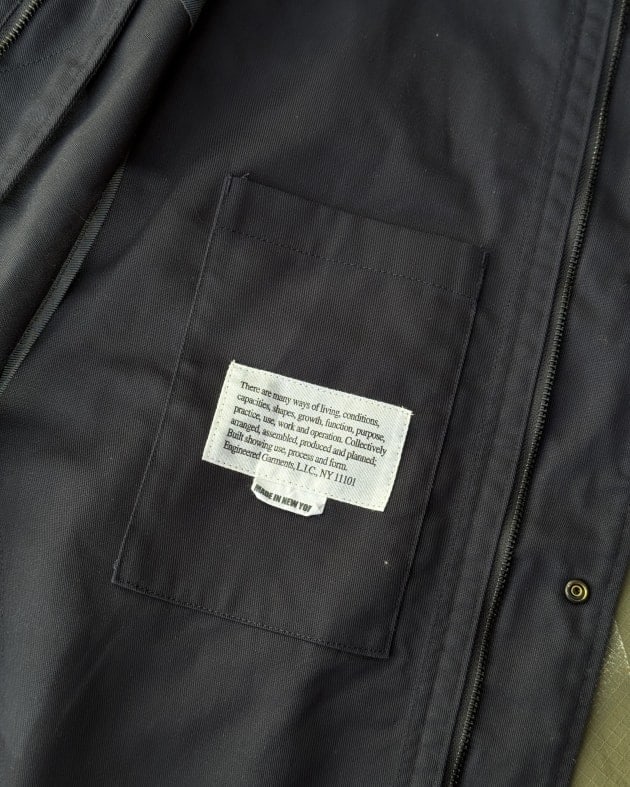 There are many ways of living, conditions,
capacities, shapes, growth, function, purpose,
practice, use, work and operation. Collectively
arranged, assembled, produced and planned;
Built showing use, process and form.
Engineered Garments, L.I.C., NY 11101
MADE IN NEW YOR